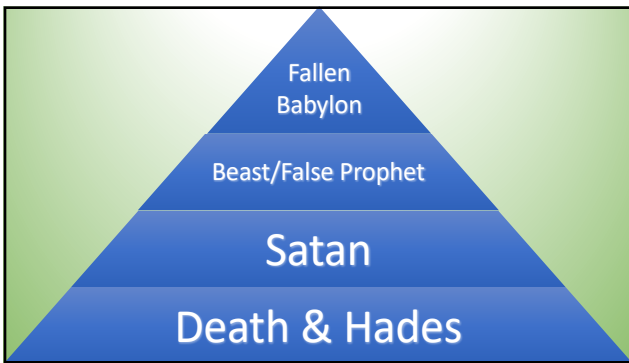 Fallen
Babylon
Beast/False Prophet
Satan
Death & Hades